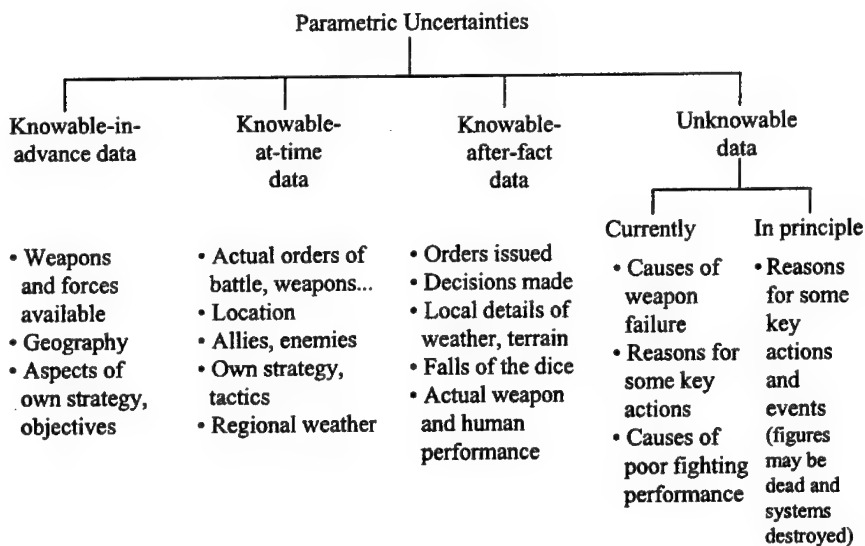 Parametric Uncertainties
Knowable-in-
advance data
• Weapons
and forces
available
• Geography
• Aspects of
own strategy,
objectives
Knowable-
at-time
data
• Actual orders of
battle, weapons...
• Location
• Allies, enemies
• Own strategy,
tactics
• Regional weather
Knowable-
after-fact
data
• Orders issued
• Decisions made
• Local details of
weather, terrain
• Falls of the dice
• Actual weapon
and human
performance
Unknowable
data
Currently
• Causes of
weapon
failure
• Reasons for
some key
actions
• Causes of
poor fighting
performance
In principle
• Reasons
for some
key
actions
and
events
(figures
may be
dead and
systems
destroyed)